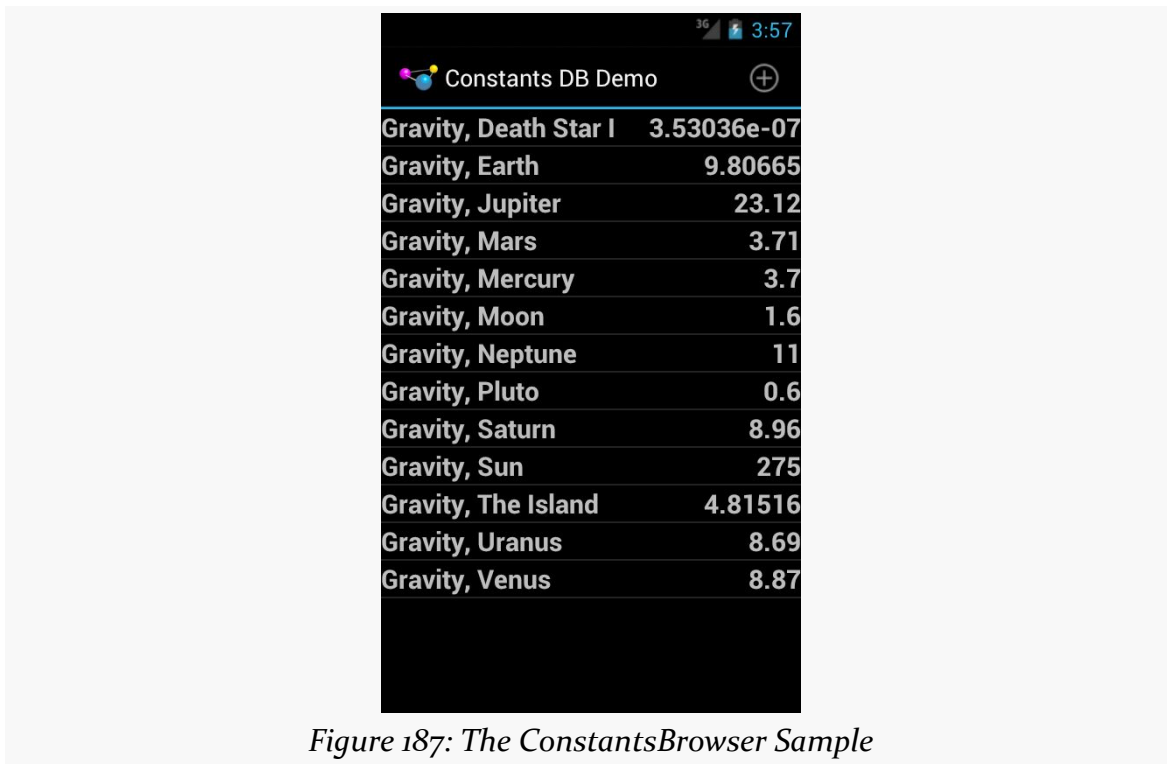 3G 3:57
Constants DB Demo
Gravity, Death Star I 3.53036e-07
Gravity, Earth 9.80665
Gravity, Jupiter 23.12
Gravity, Mars 3.71
Gravity, Mercury 3.7
Gravity, Moon 1.6
Gravity, Neptune 11
Gravity, Pluto 0.6
Gravity, Saturn 8.96
Gravity, Sun 275
Gravity, The Island 4.81516
Gravity, Uranus 8.69
Gravity, Venus 8.87
Figure 187: The ConstantsBrowser Sample